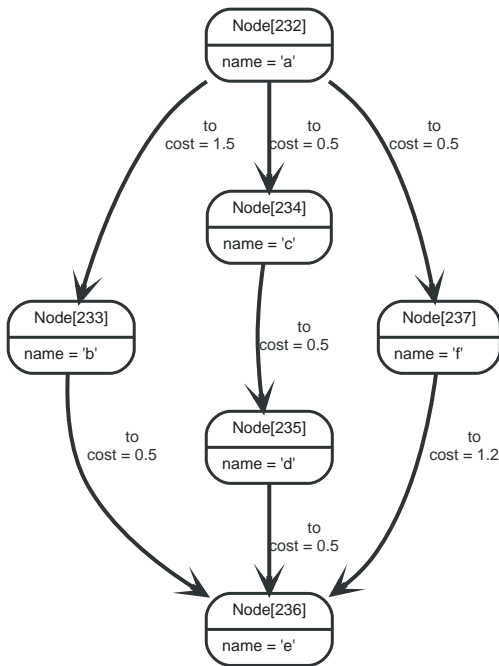 Node[232]
name = 'a'
to
cost = 1.5
to
cost = 0.5
to
cost = 0.5
Node[234]
name = 'c'
Node[233]
name = 'b'
to
cost = 0.5
Node[237]
name = 'f'
to
cost = 0.5
Node[235]
name = 'd'
to
cost = 1.2
to
cost = 0.5
Node[236]
name = 'e'